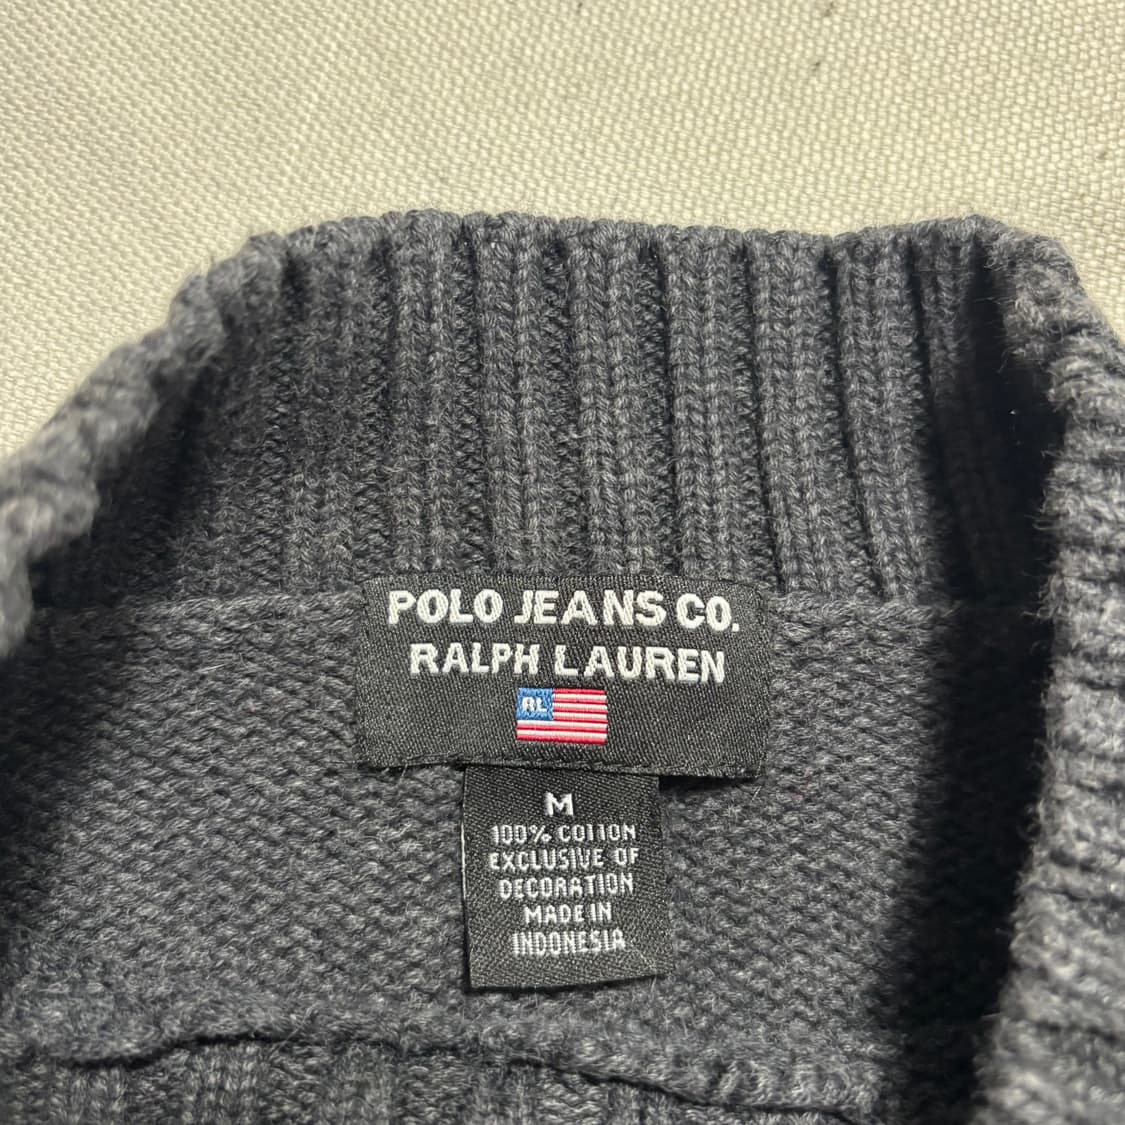 POLO JEANS CO.
RALPH LAUREN
RL
M
100% COTTON
EXCLUSIVE OF
DECORATION
MADE IN
INDONESIA